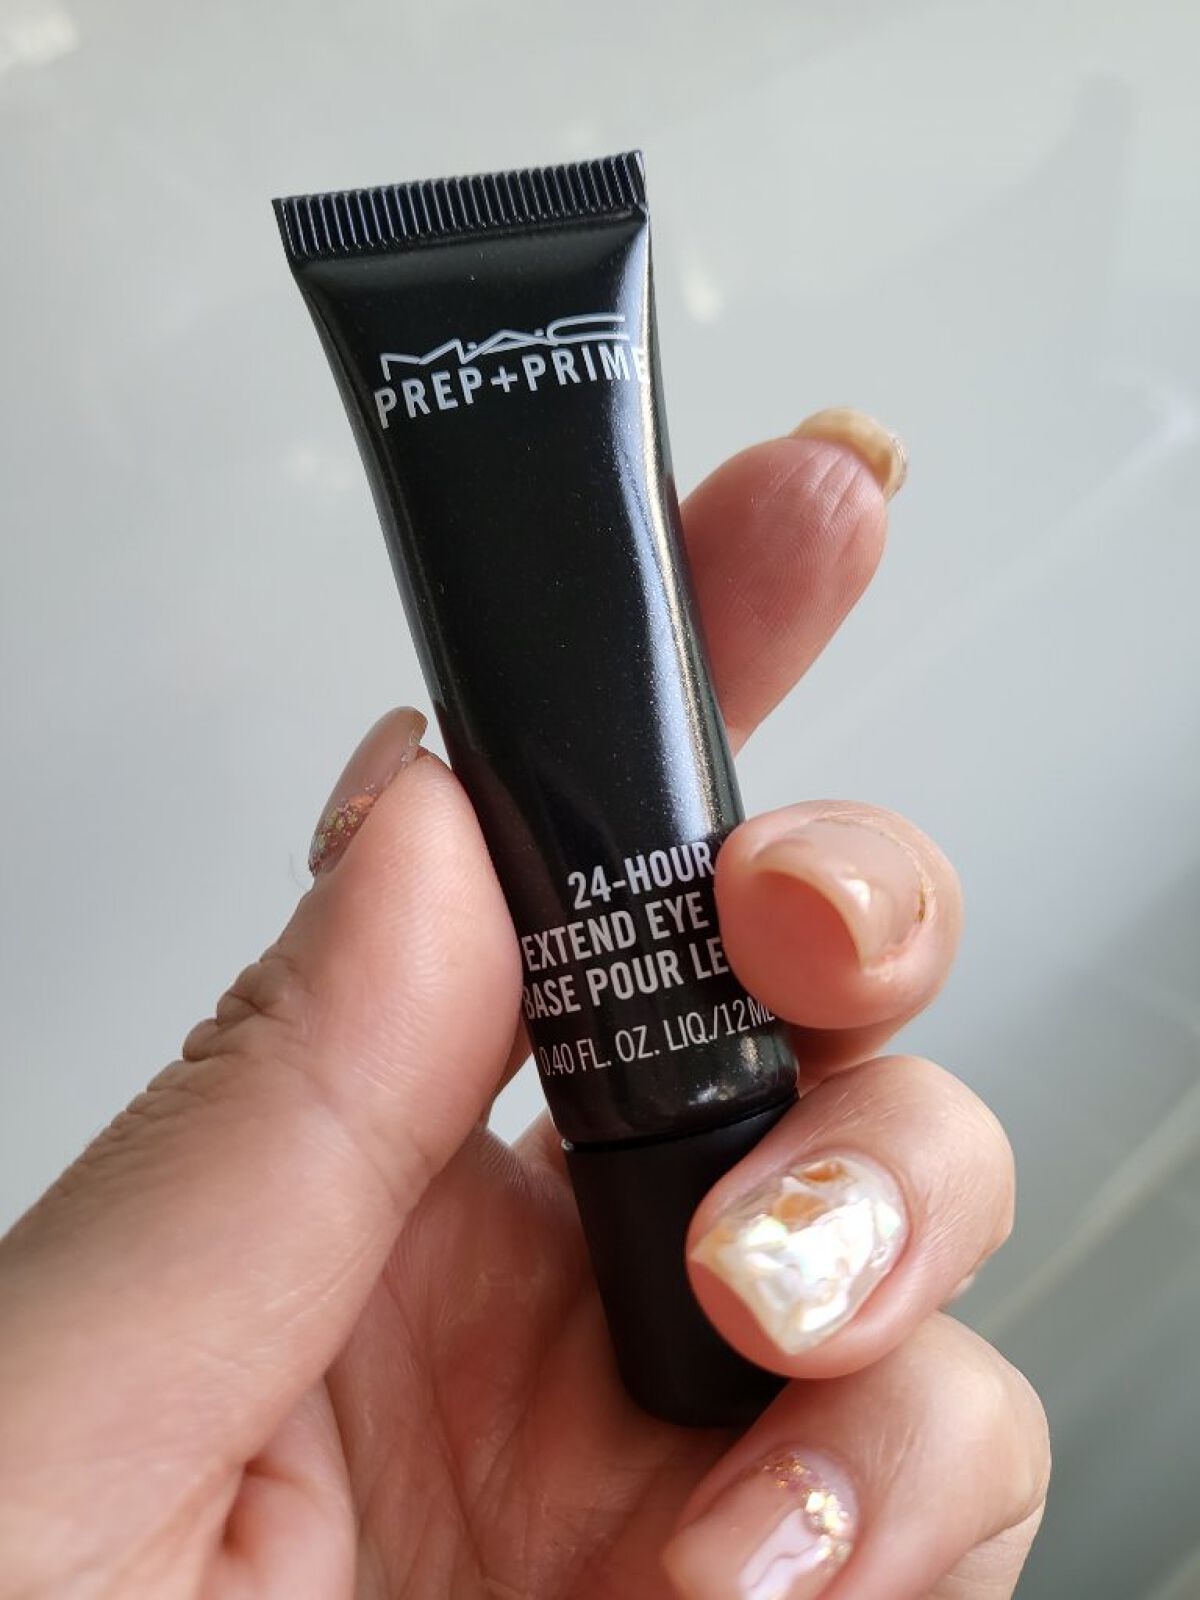 M·A·C
PREP+PRIME
24-HOUR
EXTEND EYE
BASE POUR LE
0.40 FL. OZ. LIQ./12 ML